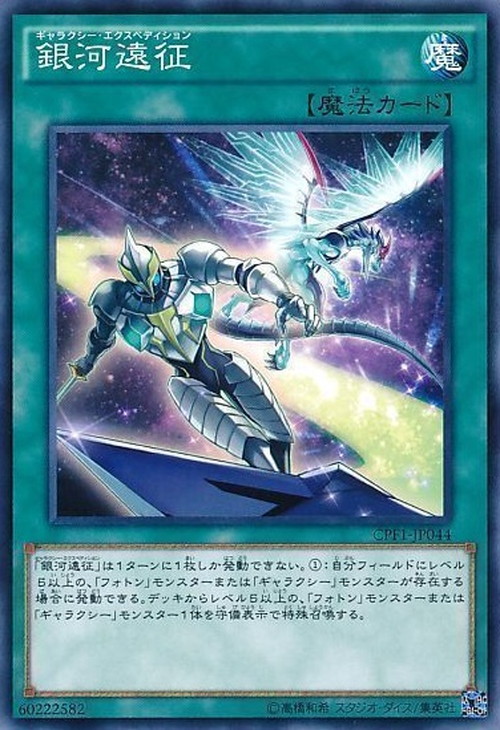 ギャラクシー・エクスペディション
銀河遠征
魔
【魔法カード】
CPF1-JP044
「銀河遠征」は1ターンに1枚しか発動できない。①：自分フィールドにレベル
5以上の、「フォトン」モンスターまたは「ギャラクシー」モンスターが存在する
場合に発動できる。デッキからレベル5以上の、「フォトン」モンスターまたは
「ギャラクシー」モンスター1体を守備表示で特殊召喚する。
60222582
©高橋和希 スタジオ・ダイス/集英社